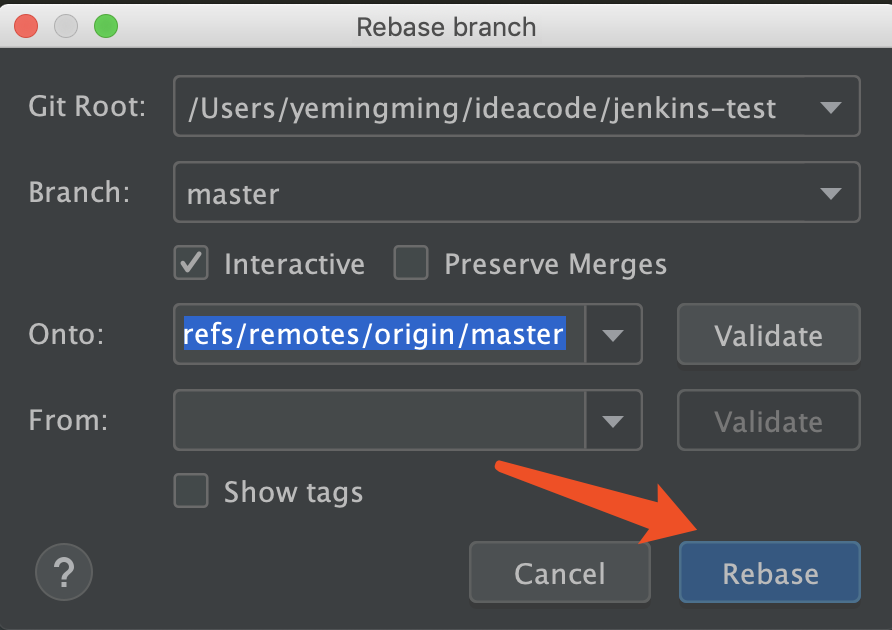 Rebase branch
Git Root: /Users/yemingming/ideacode/jenkins-test
Branch: master
Interactive Preserve Merges
Onto: refs/remotes/origin/master Validate
From: Validate
Show tags
? Cancel Rebase